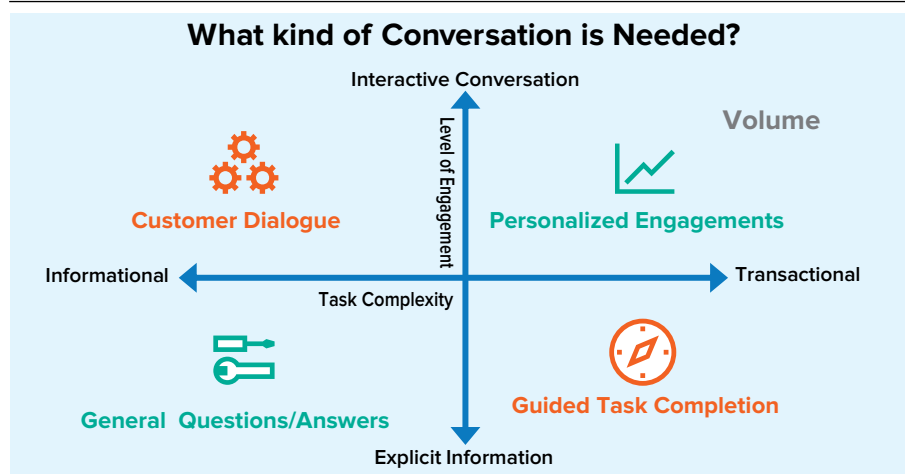 What kind of Conversation is Needed?
Interactive Conversation
Volume
Level of Engagement
Customer Dialogue
Personalized Engagements
Informational
Transactional
Task Complexity
General Questions/Answers
Guided Task Completion
Explicit Information